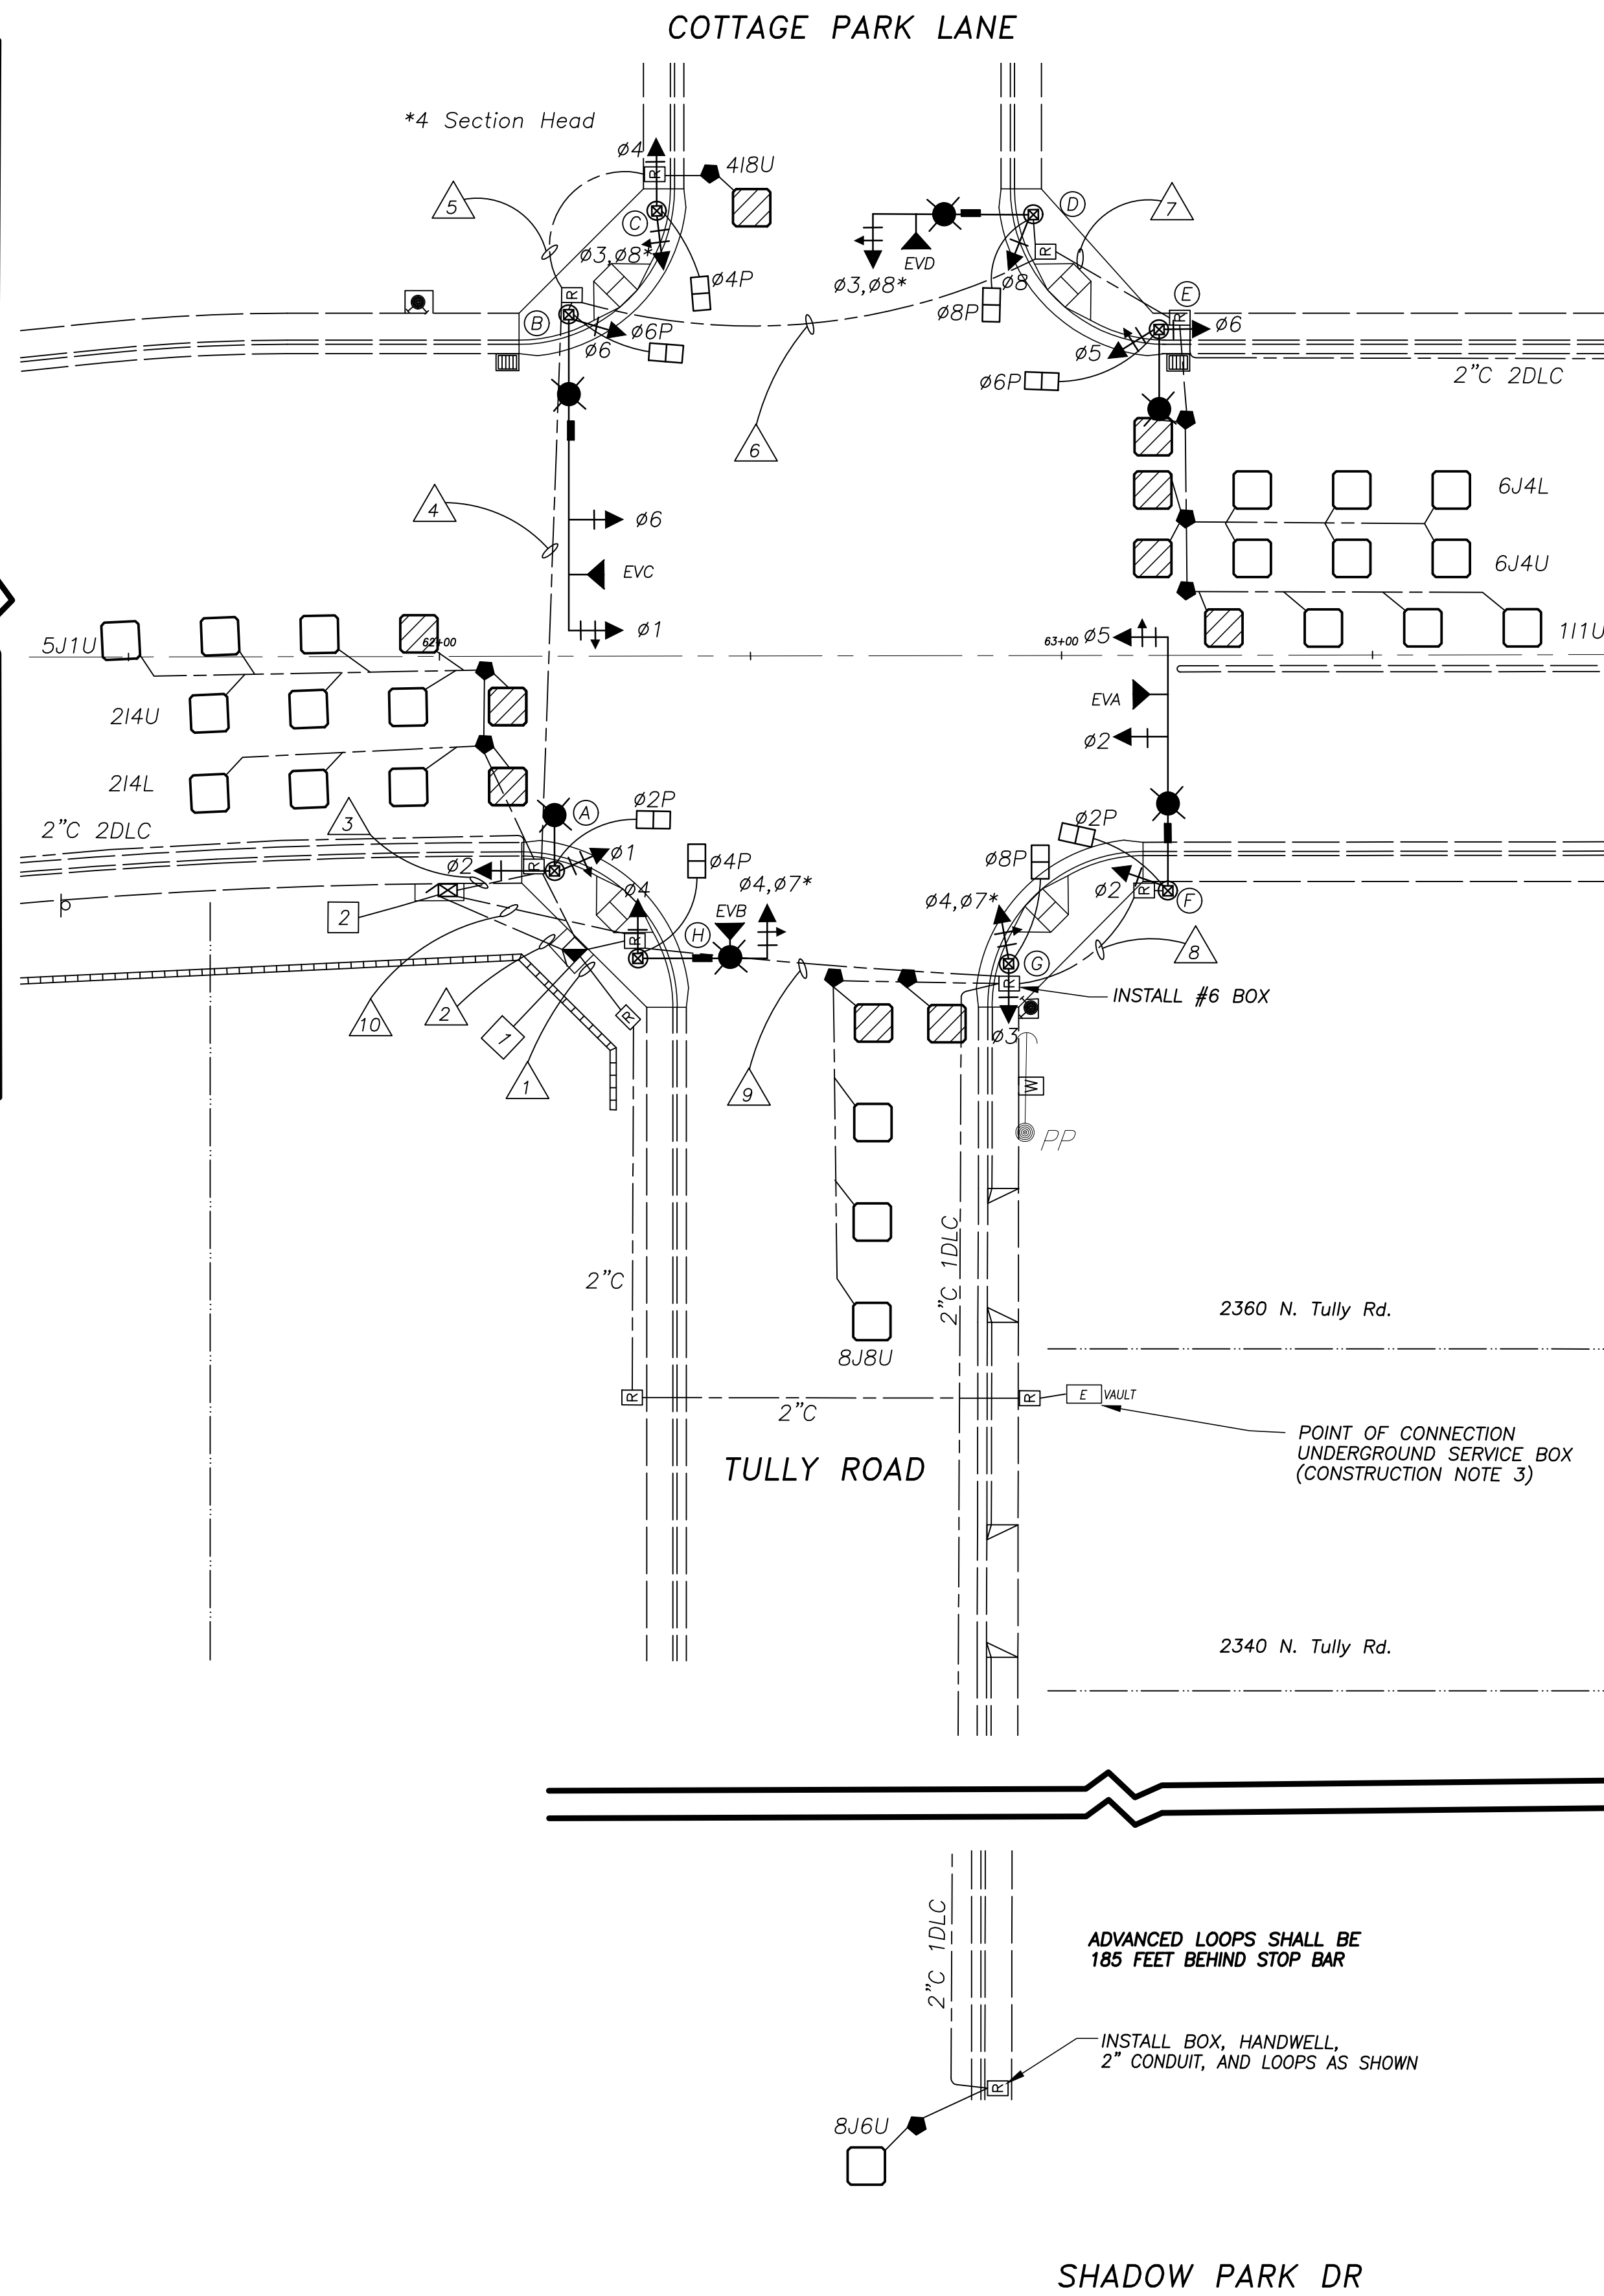 COTTAGE PARK LANE
*4 Section Head
ø4
R
4I8U
5
C
ø3,ø8*
ø4P
R
B
ø6P
ø6
D
7
R
EVD
ø3,ø8*
ø8
ø8P
E
R
ø6
ø5
ø6P
2"C 2DLC
6
4
ø6
EVC
ø1
6J4L
6J4U
1I1U
5J1U
62+00
63+00
ø5
2I4U
EVA
ø2
2I4L
2"C 2DLC
3
ø2P
A
ø2
R
ø1
ø4
ø4P
ø4,ø7*
EVB
H
R
2
10
2
1
1
R
9
ø2P
ø8P
ø2
R
F
ø4,ø7*
G
8
R
INSTALL #6 BOX
ø3
W
PP
2"C
2"C 1DLC
8J8U
2360 N. Tully Rd.
R
R
E
VAULT
2"C
POINT OF CONNECTION
UNDERGROUND SERVICE BOX
(CONSTRUCTION NOTE 3)
TULLY ROAD
2340 N. Tully Rd.
2"C 1DLC
ADVANCED LOOPS SHALL BE
185 FEET BEHIND STOP BAR
INSTALL BOX, HANDWELL,
2" CONDUIT, AND LOOPS AS SHOWN
R
8J6U
SHADOW PARK DR